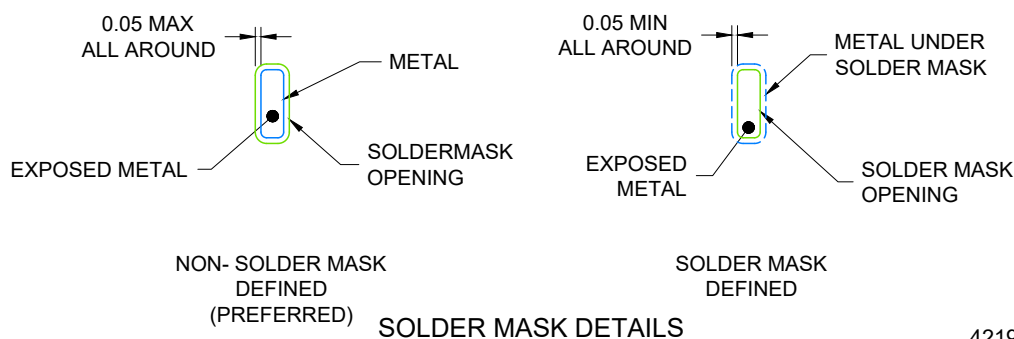 0.05 MAX
ALL AROUND
METAL
EXPOSED METAL
SOLDERMASK
OPENING
NON- SOLDER MASK
DEFINED
(PREFERRED)
0.05 MIN
ALL AROUND
METAL UNDER
SOLDER MASK
EXPOSED
METAL
SOLDER MASK
OPENING
SOLDER MASK
DEFINED
SOLDER MASK DETAILS
4219